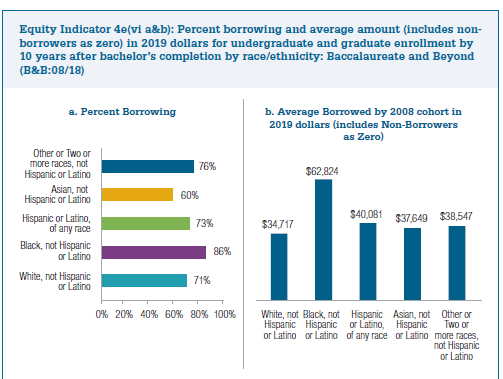 Equity Indicator 4e(vi a&b): Percent borrowing and average amount (includes non-
borrowers as zero) in 2019 dollars for undergraduate and graduate enrollment by
10 years after bachelor's completion by race/ethnicity: Baccalaureate and Beyond
(B&B:08/18)
a. Percent Borrowing
Other or Two or
more races, not
Hispanic or Latino
76%
Asian, not
Hispanic or Latino
60%
Hispanic or Latino,
of any race
73%
Black, not Hispanic
or Latino
86%
White, not Hispanic
or Latino
71%
0% 20% 40% 60% 80% 100%
b. Average Borrowed by 2008 cohort in
2019 dollars (includes Non-Borrowers
as Zero)
$34,717
$62,824
$40,081
$37,649
$38,547
White, not
Hispanic
or Latino
Black, not
Hispanic
or Latino
Hispanic
or Latino,
of any race
Asian, not
Hispanic
or Latino
Other or
Two or
more races,
not Hispanic
or Latino